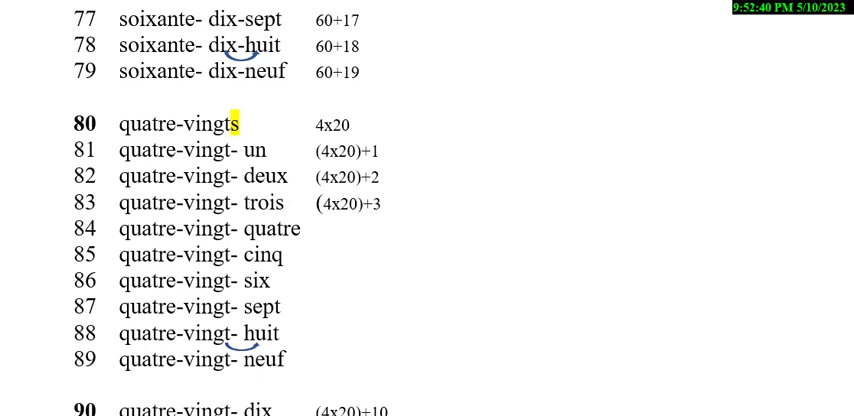 9:52:40 PM 5/10/2023
77 soixante- dix-sept 60+17
78 soixante- dix-huit 60+18
79 soixante- dix-neuf 60+19
80 quatre-vingts 4x20
81 quatre-vingt- un (4x20)+1
82 quatre-vingt- deux (4x20)+2
83 quatre-vingt- trois (4x20)+3
84 quatre-vingt- quatre
85 quatre-vingt- cinq
86 quatre-vingt- six
87 quatre-vingt- sept
88 quatre-vingt- huit
89 quatre-vingt- neuf
90 quatre-vingt- dix (4x20)+10